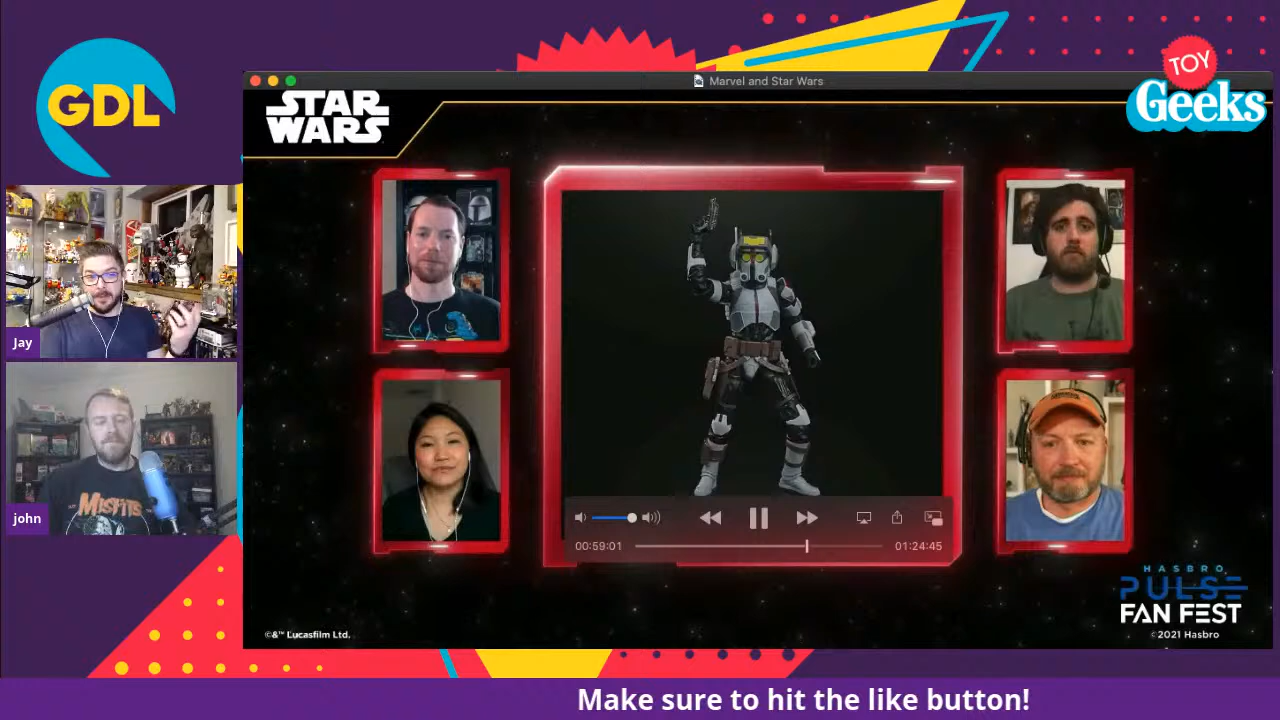 GDL
TOY
Geeks
Marvel and Star Wars
STAR
WARS
Jay
MISFITS
john
00:59:01
01:24:45
HASBRO
PULSE
FAN FEST
©2021 Hasbro
©&™ Lucasfilm Ltd.
Make sure to hit the like button!